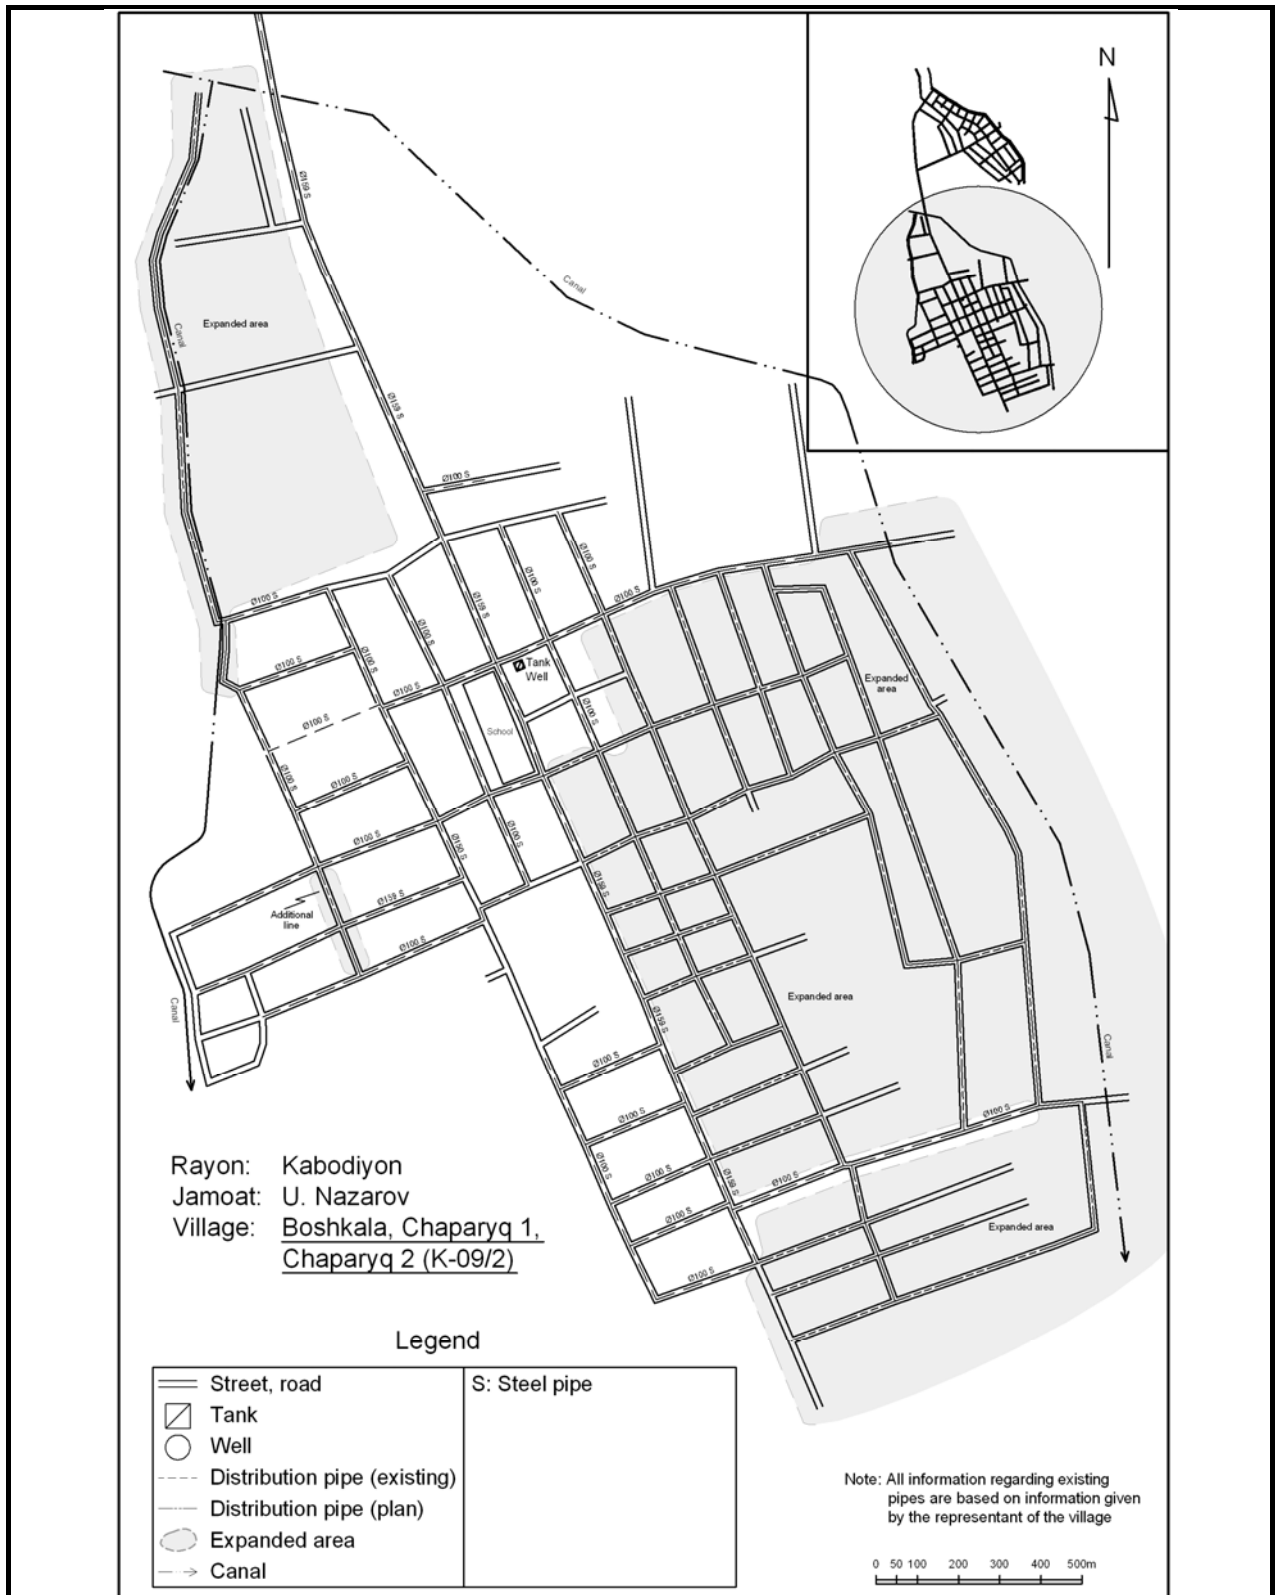 N
Ø159 S
Canal
Canal
Expanded area
Ø159 S
Ø100 S
Ø100 S
Ø100 S
Ø100 S
Ø159 S
Ø100 S
Ø100 S
Ø100 S
Ø100 S
Ø100 S
Tank
Well
Expanded
area
Ø100 S
Ø100 S
Ø100 S
School
Ø100 S
Ø100 S
Ø100 S
Ø100 S
Ø100 S
Ø159 S
Ø159 S
Additional
line
Ø100 S
Canal
Expanded area
Ø159 S
Canal
Ø100 S
Ø100 S
Ø100 S
Ø100 S
Ø100 S
Ø159 S
Ø100 S
Ø100 S
Expanded area
Ø100 S
Rayon: Kabodiyon
Jamoat: U. Nazarov
Village: Boshkala, Chaparyq 1,
Chaparyq 2 (K-09/2)
Legend
Street, road
S: Steel pipe
Tank
Well
Distribution pipe (existing)
Distribution pipe (plan)
Expanded area
Canal
Note: All information regarding existing
pipes are based on information given
by the representant of the village
0 50 100 200 300 400 500m